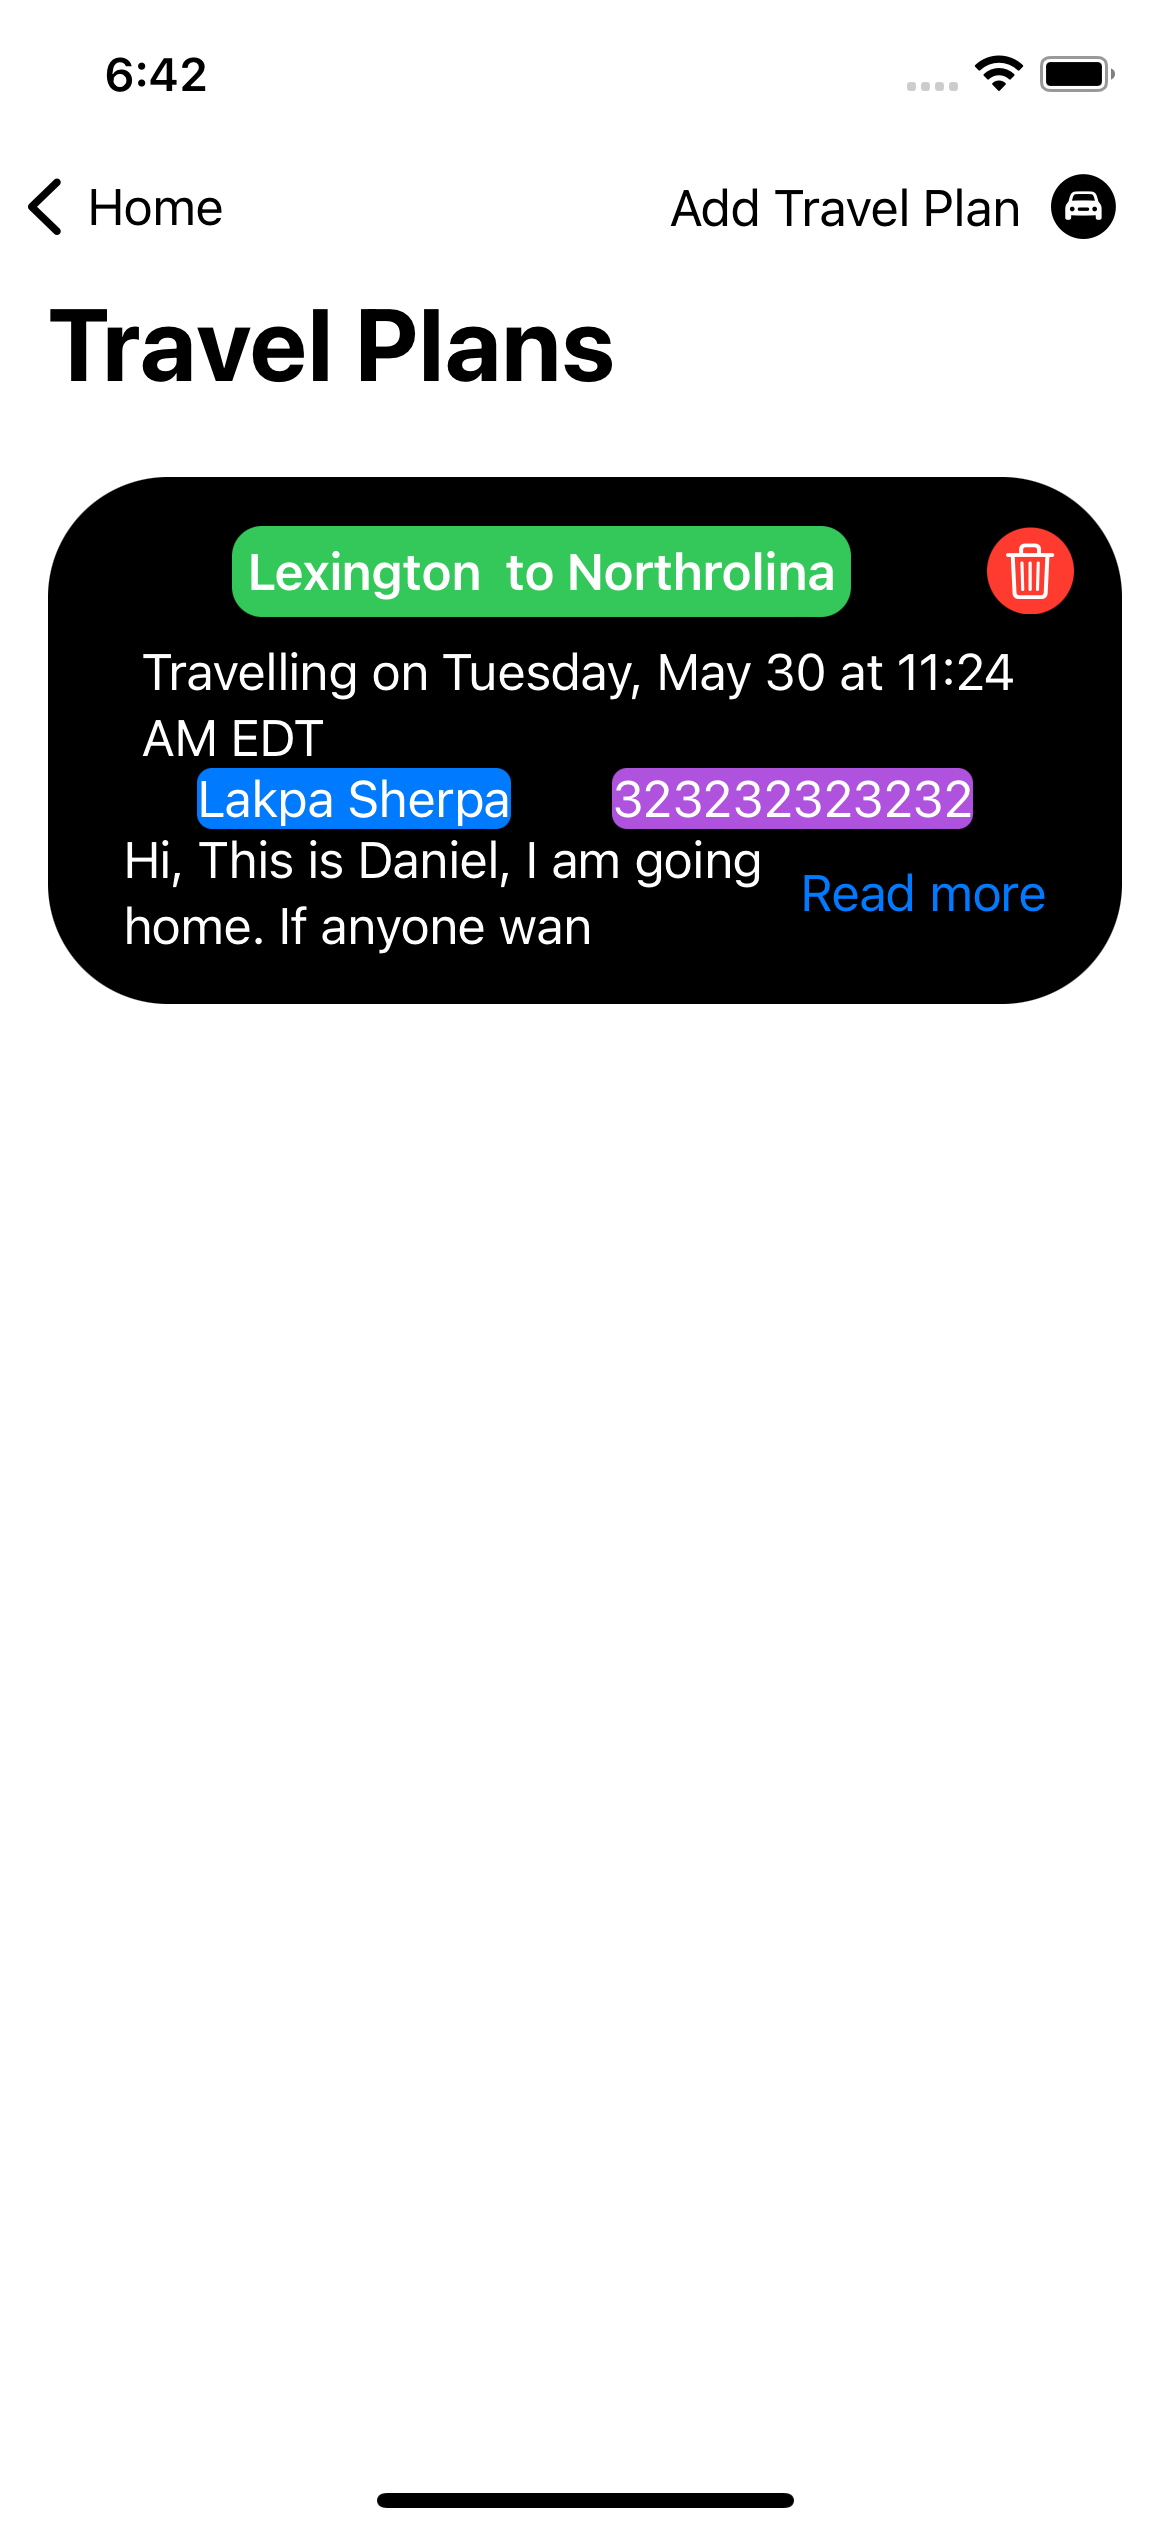 6:42
Home
Add Travel Plan
Travel Plans
Lexington  to Northrolina
Travelling on Tuesday, May 30 at 11:24
AM EDT
Lakpa Sherpa
323232323232
Hi, This is Daniel, I am going
home. If anyone wan
Read more